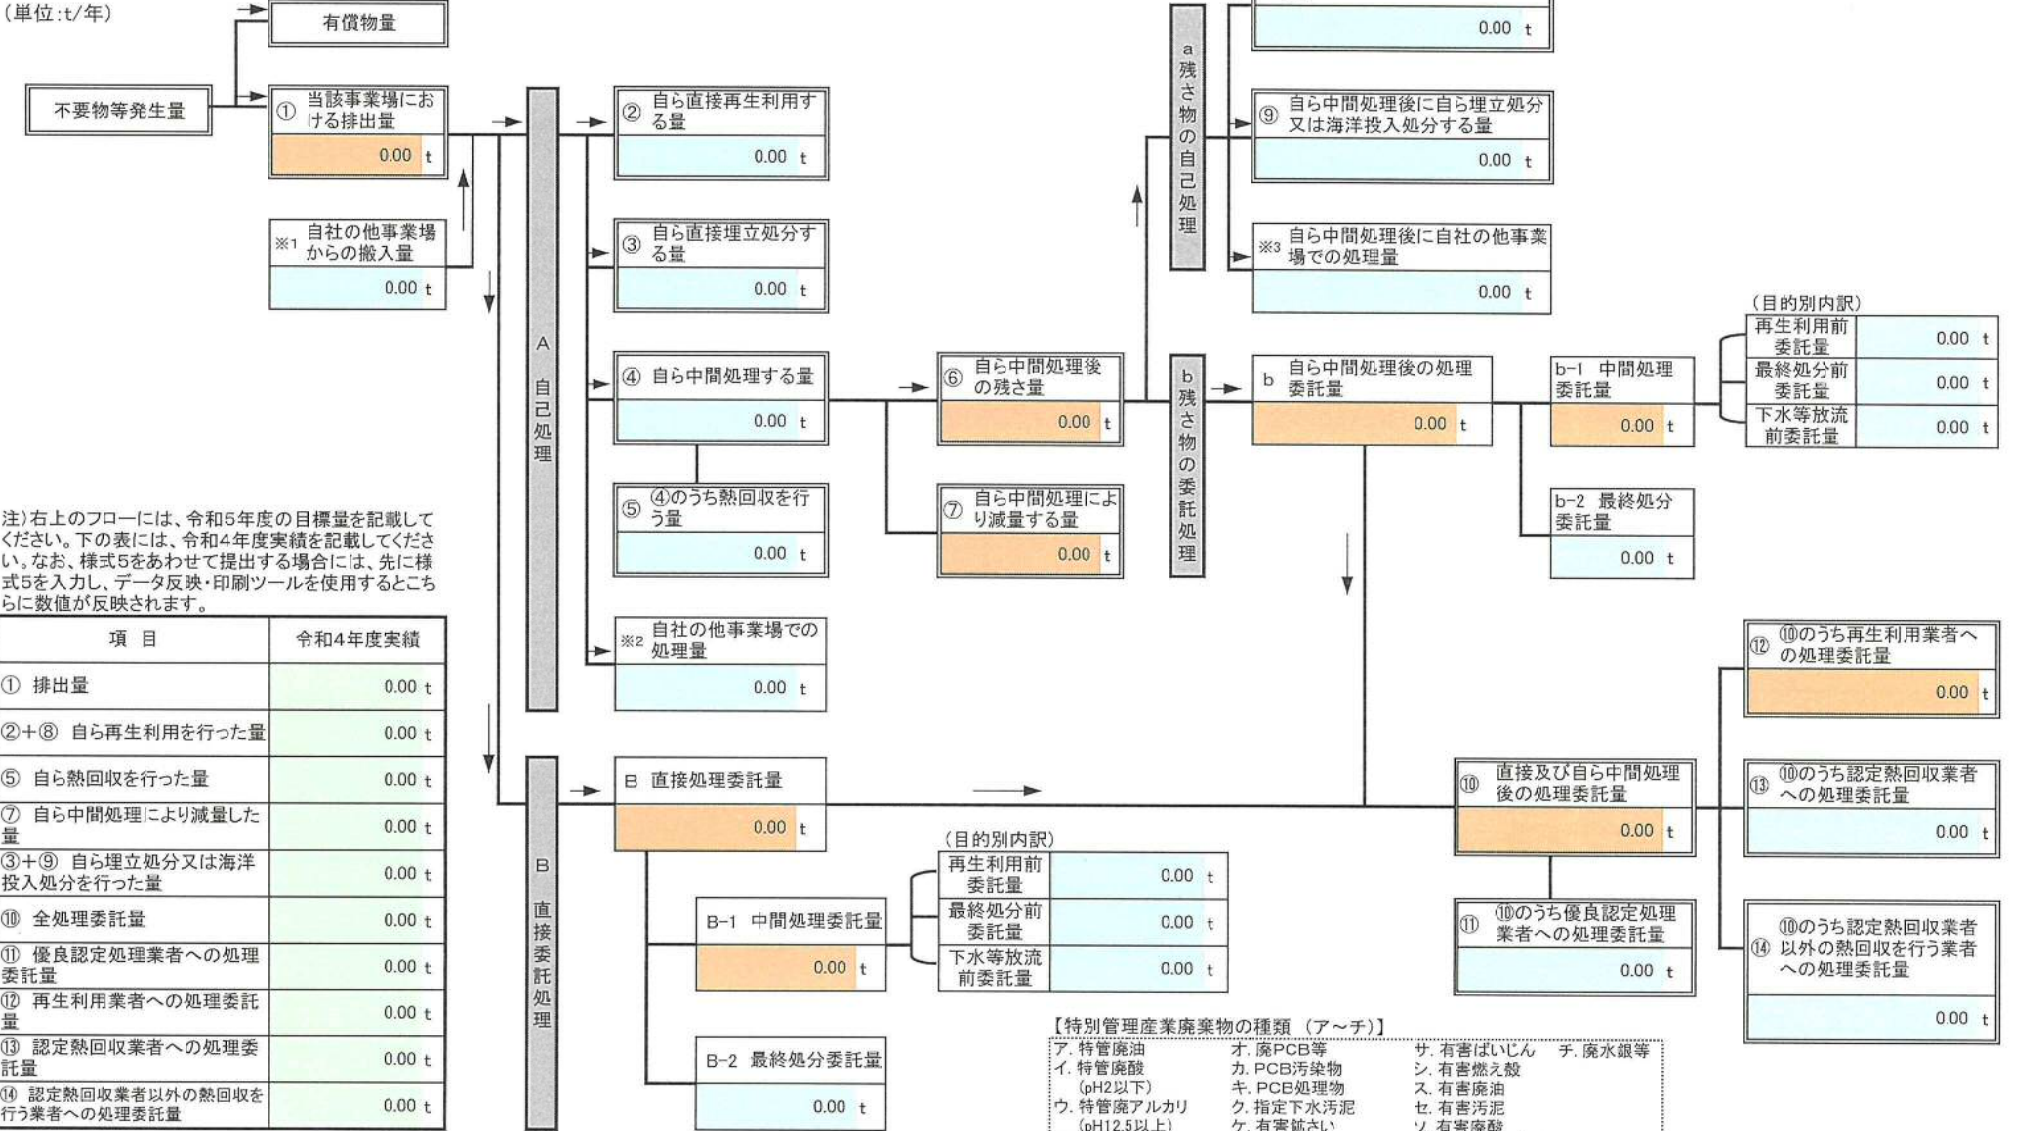 （単位:t/年）
有償物量
不要物等発生量
①
当該事業場にお
ける排出量
0.00 t
※1
自社の他事業場
からの搬入量
0.00 t
A 自己処理
②
自ら直接再生利用す
る量
0.00 t
③
自ら直接埋立処分す
る量
0.00 t
④ 自ら中間処理する量
0.00 t
⑤
④のうち熱回収を行
う量
0.00 t
※2
自社の他事業場での
処理量
0.00 t
⑥
自ら中間処理後
の残さ量
0.00 t
⑦
自ら中間処理によ
り減量する量
0.00 t
a残さ物の自己処理
0.00 t
⑨
自ら中間処理後に自ら埋立処分
又は海洋投入処分する量
0.00 t
※3
自ら中間処理後に自社の他事業
場での処理量
0.00 t
b残さ物の委託処理
b
自ら中間処理後の処理
委託量
0.00 t
b-1 中間処理
委託量
0.00 t
（目的別内訳）
再生利用前
委託量
0.00 t
最終処分前
委託量
0.00 t
下水等放流
前委託量
0.00 t
b-2 最終処分
委託量
0.00 t
注）右上のフローには、令和5年度の目標量を記載して
ください。下の表には、令和4年度実績を記載してくださ
い。なお、様式5をあわせて提出する場合には、先に様
式5を入力し、データ反映・印刷ツールを使用するとこち
らに数値が反映されます。
項 目 令和4年度実績
① 排出量 0.00 t
②＋⑧ 自ら再生利用を行った量 0.00 t
⑤ 自ら熱回収を行った量 0.00 t
⑦ 自ら中間処理により減量した
量
0.00 t
③＋⑨ 自ら埋立処分又は海洋
投入処分を行った量
0.00 t
⑩ 全処理委託量 0.00 t
⑪ 優良認定処理業者への処理
委託量
0.00 t
⑫ 再生利用業者への処理委託
量
0.00 t
⑬ 認定熱回収業者への処理委
託量
0.00 t
⑭ 認定熱回収業者以外の熱回収を
行う業者への処理委託量
0.00 t
B 直接委託処理
B 直接処理委託量
0.00 t
B-1 中間処理委託量
0.00 t
（目的別内訳）
再生利用前
委託量
0.00 t
最終処分前
委託量
0.00 t
下水等放流
前委託量
0.00 t
B-2 最終処分委託量
0.00 t
⑩
直接及び自ら中間処理
後の処理委託量
0.00 t
⑪
⑩のうち優良認定処理
業者への処理委託量
0.00 t
⑫
⑩のうち再生利用業者へ
の処理委託量
0.00 t
⑬
⑩のうち認定熱回収業者
への処理委託量
0.00 t
⑭
⑩のうち認定熱回収業者
以外の熱回収を行う業者
への処理委託量
0.00 t
【特別管理産業廃棄物の種類 （ア～チ）】
ア. 特管廃油 オ. 廃PCB等 サ. 有害ばいじん チ. 廃水銀等
イ. 特管廃酸 カ. PCB汚染物 シ. 有害燃え殻
（pH2以下） キ. PCB処理物 ス. 有害廃油
ウ. 特管廃アルカリ ク. 指定下水汚泥 セ. 有害汚泥
（pH12.5以上） ケ. 有害鉱さい ソ. 有害廃酸